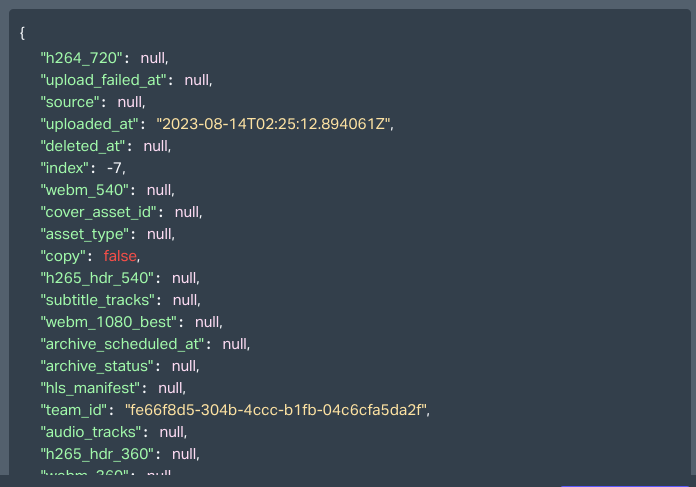 {
"h264_720": null,
"upload_failed_at": null,
"source": null,
"uploaded_at": "2023-08-14T02:25:12.894061Z",
"deleted_at": null,
"index": -7,
"webm_540": null,
"cover_asset_id": null,
"asset_type": null,
"copy": false,
"h265_hdr_540": null,
"subtitle_tracks": null,
"webm_1080_best": null,
"archive_scheduled_at": null,
"archive_status": null,
"hls_manifest": null,
"team_id": "fe66f8d5-304b-4ccc-b1fb-04c6cfa5da2f",
"audio_tracks": null,
"h265_hdr_360": null,
"webm_360": null